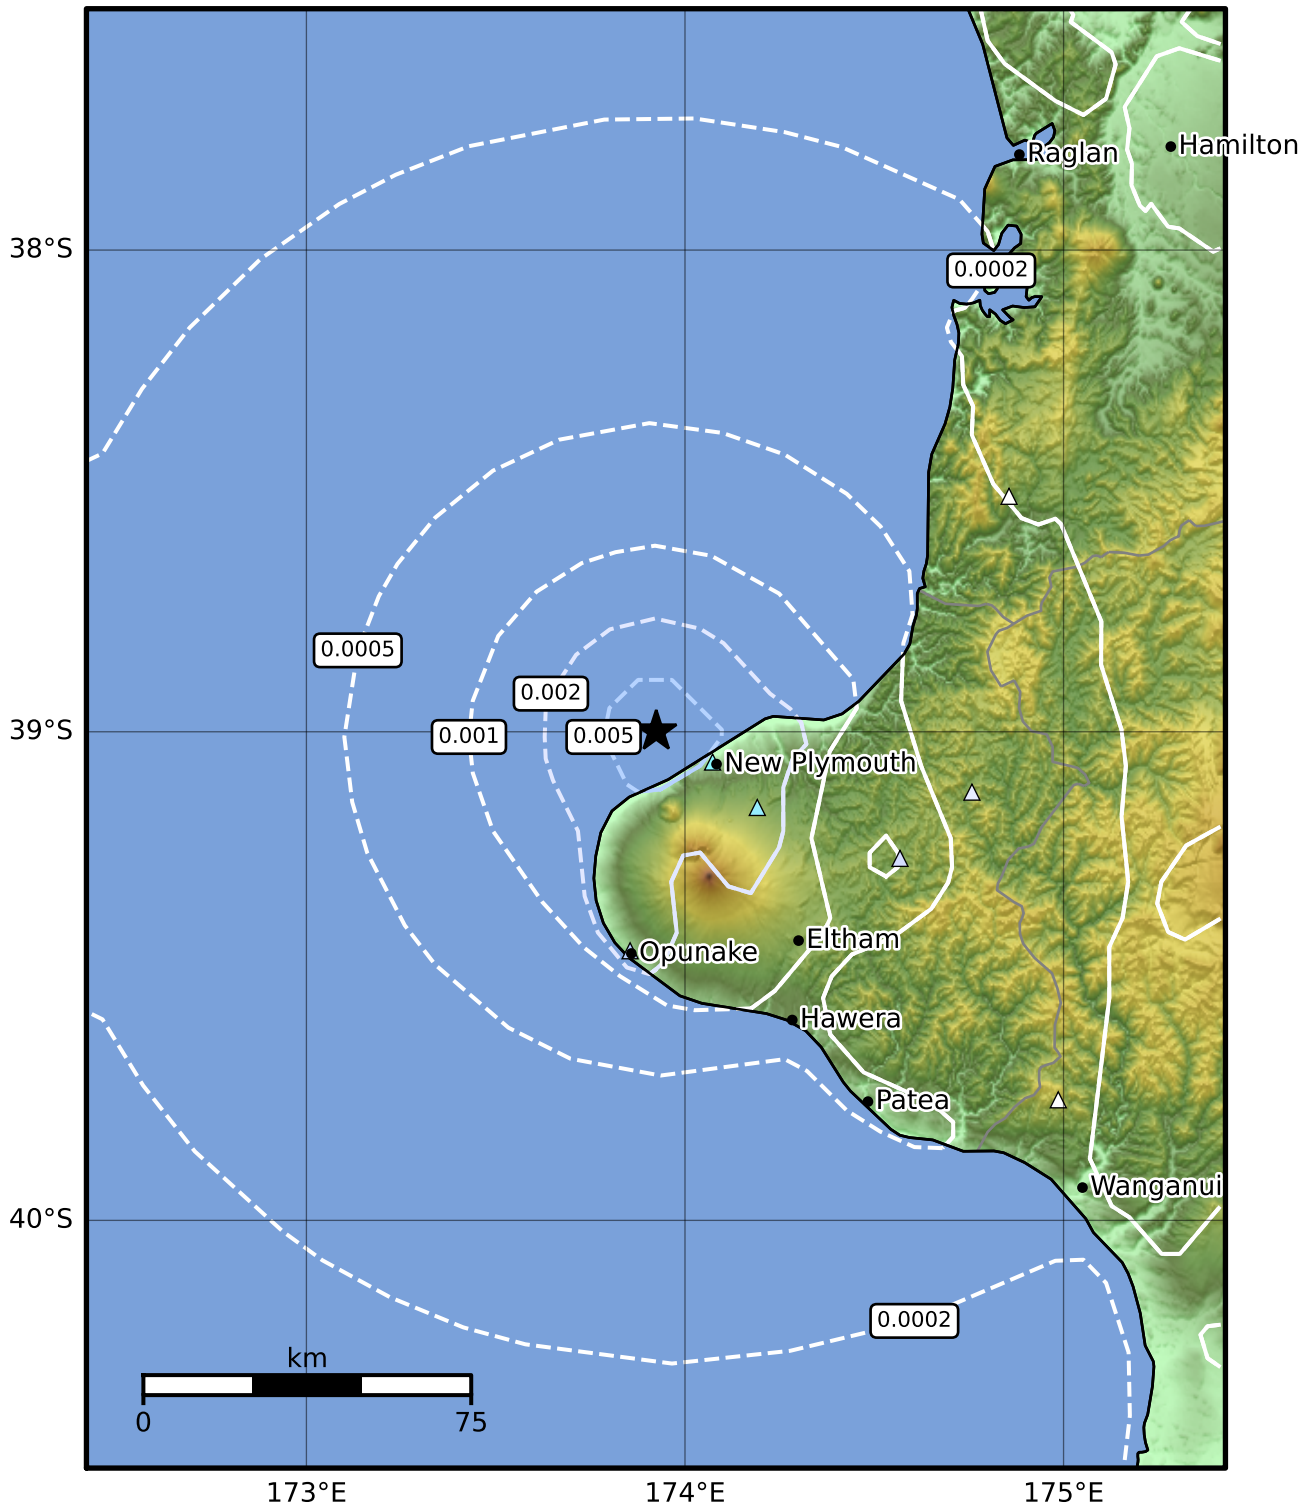 Hamilton
Raglan
38°S
0.0002
0.0005
0.002
0.001
0.005
39°S
New Plymouth
Eltham
Opunake
Hawera
Patea
Wanganui
40°S
0.0002
km
0 75
173°E 174°E 175°E